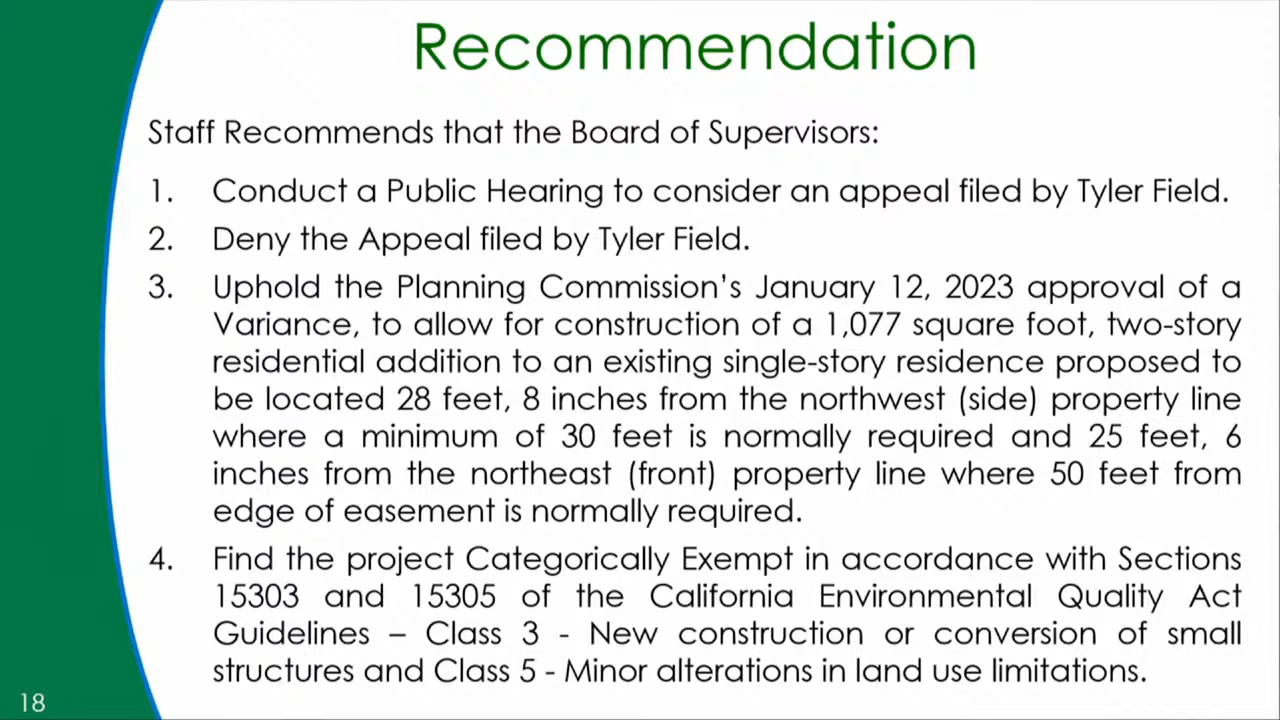 Recommendation
Staff Recommends that the Board of Supervisors:
1. Conduct a Public Hearing to consider an appeal filed by Tyler Field.
2. Deny the Appeal filed by Tyler Field.
3. Uphold the Planning Commission's January 12, 2023 approval of a
Variance, to allow for construction of a 1,077 square foot, two-story
residential addition to an existing single-story residence proposed to
be located 28 feet, 8 inches from the northwest (side) property line
where a minimum of 30 feet is normally required and 25 feet, 6
inches from the northeast (front) property line where 50 feet from
edge of easement is normally required.
4. Find the project Categorically Exempt in accordance with Sections
15303 and 15305 of the California Environmental Quality Act
Guidelines – Class 3 - New construction or conversion of small
structures and Class 5 - Minor alterations in land use limitations.
18